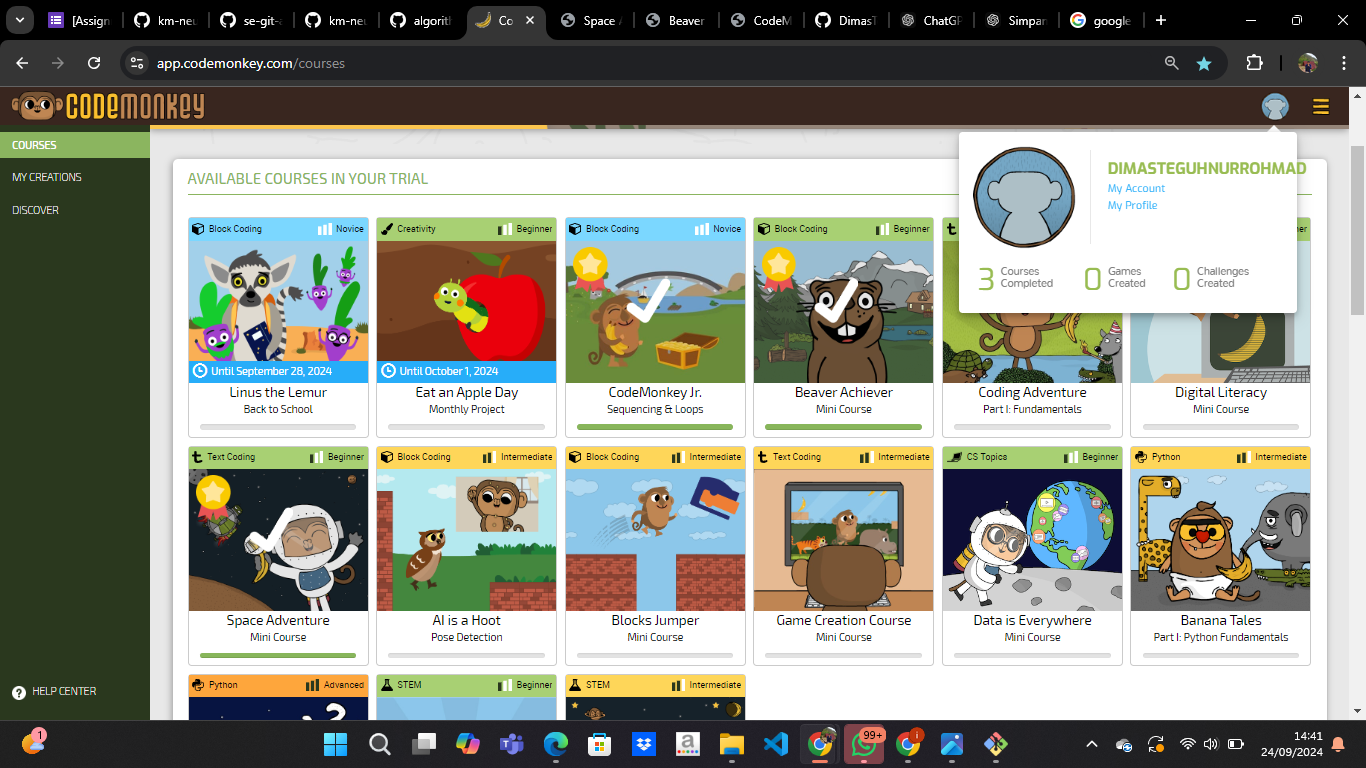 [Assign
km-neu
se-git-a
km-neu
algorith
Co
Space A
Beaver
CodeM
DimasT
ChatGP
Simpan
google
app.codemonkey.com/courses
CODEMONKEY
COURSES
MY CREATIONS
DISCOVER
HELP CENTER
DIMASTEGUHNURROHMAD
My Account
My Profile
3 Courses Completed
0 Games Created
0 Challenges Created
AVAILABLE COURSES IN YOUR TRIAL
Block Coding Novice
Until September 28, 2024
Linus the Lemur
Back to School
Creativity Beginner
Until October 1, 2024
Eat an Apple Day
Monthly Project
Block Coding Novice
CodeMonkey Jr.
Sequencing & Loops
Block Coding Beginner
Beaver Achiever
Mini Course
Coding Adventure
Part I: Fundamentals
Digital Literacy
Mini Course
Text Coding Beginner
Space Adventure
Mini Course
Block Coding Intermediate
AI is a Hoot
Pose Detection
Block Coding Intermediate
Blocks Jumper
Mini Course
Text Coding Intermediate
Game Creation Course
Mini Course
CS Topics Beginner
Data is Everywhere
Mini Course
Python Intermediate
Banana Tales
Part I: Python Fundamentals
Python Advanced
STEM Beginner
STEM Intermediate
1
99+
14:41
24/09/2024